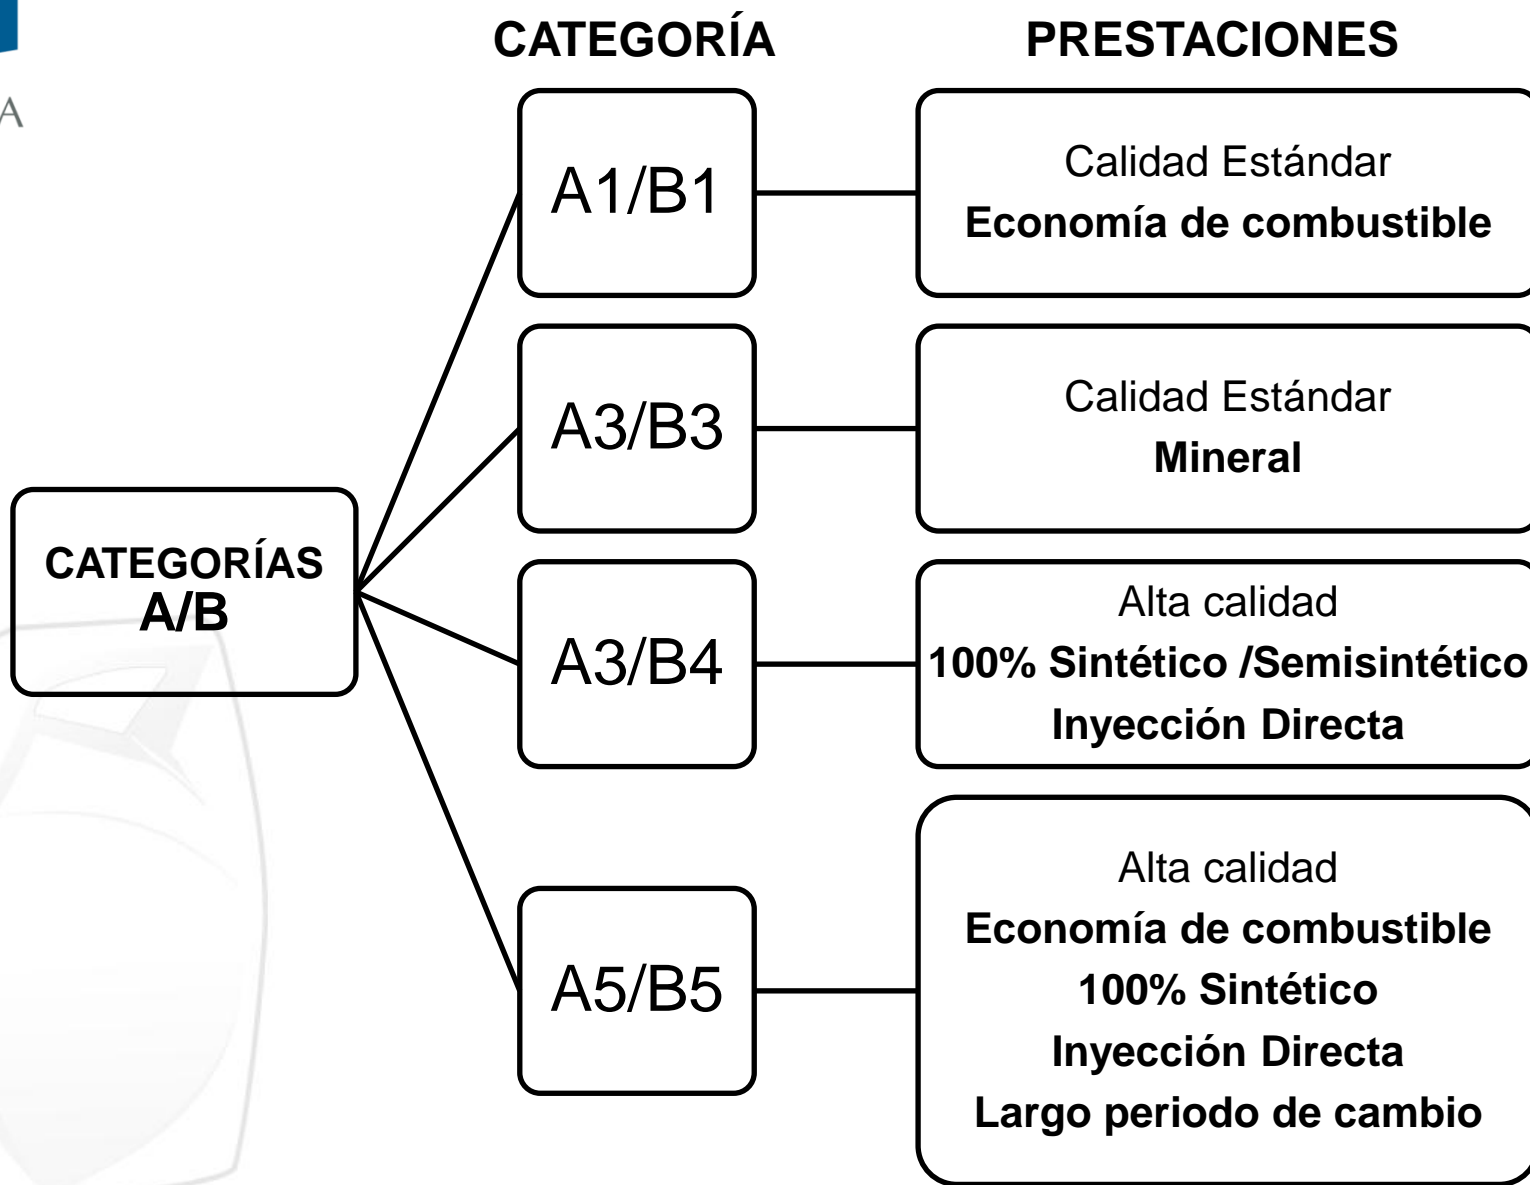 CATEGORÍA
PRESTACIONES
A
A1/B1
Calidad Estándar
Economía de combustible
A3/B3
Calidad Estándar
Mineral
CATEGORÍAS
A/B
A3/B4
Alta calidad
100% Sintético /Semisintético
Inyección Directa
A5/B5
Alta calidad
Economía de combustible
100% Sintético
Inyección Directa
Largo periodo de cambio